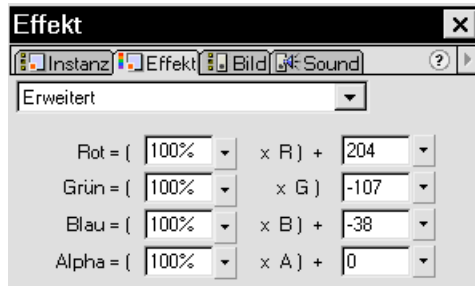 Effekt
Instanz Effekt Bild Sound ?
Erweitert
Rot = ( 100% x R ) + 204
Grün = ( 100% x G ) -107
Blau = ( 100% x B ) + -38
Alpha = ( 100% x A ) + 0